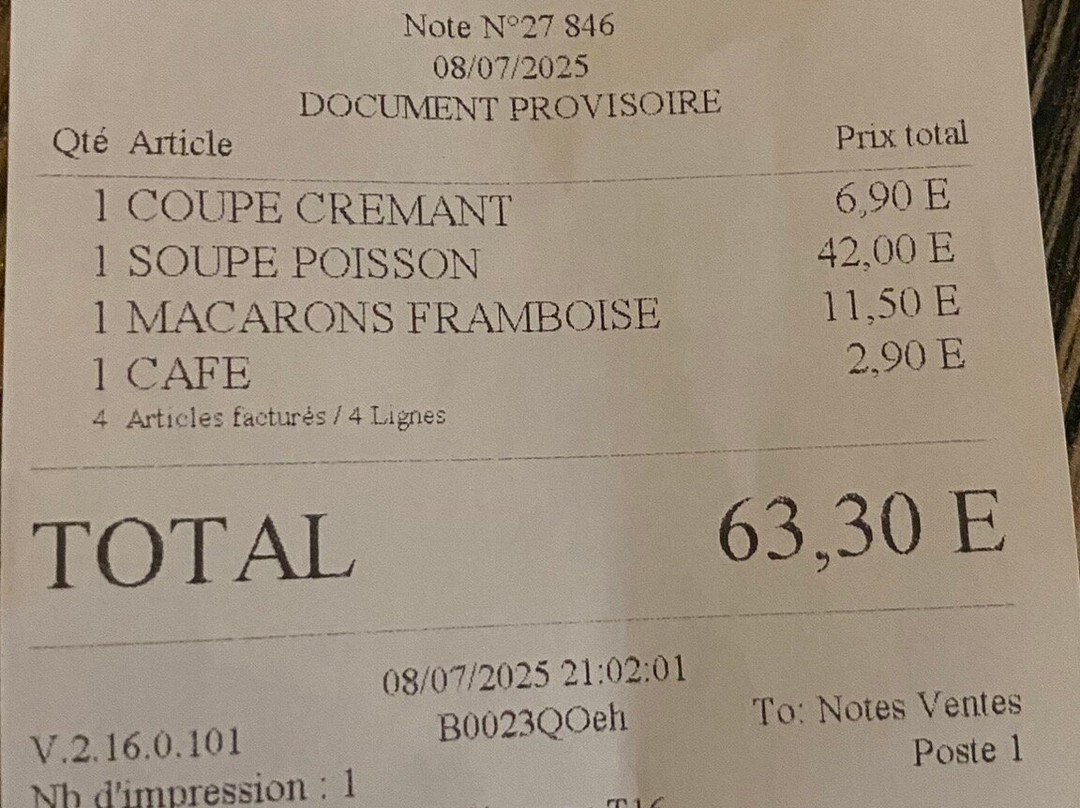 Note N°27 846
08/07/2025
DOCUMENT PROVISOIRE
Qté Article Prix total
1 COUPE CREMANT 6,90 E
1 SOUPE POISSON 42,00 E
1 MACARONS FRAMBOISE 11,50 E
1 CAFE 2,90 E
4 Articles facturés / 4 Lignes
TOTAL 63,30 E
08/07/2025 21:02:01
V.2.16.0.101 B0023QOeh To: Notes Ventes
Nb d'impression : 1 Poste 1